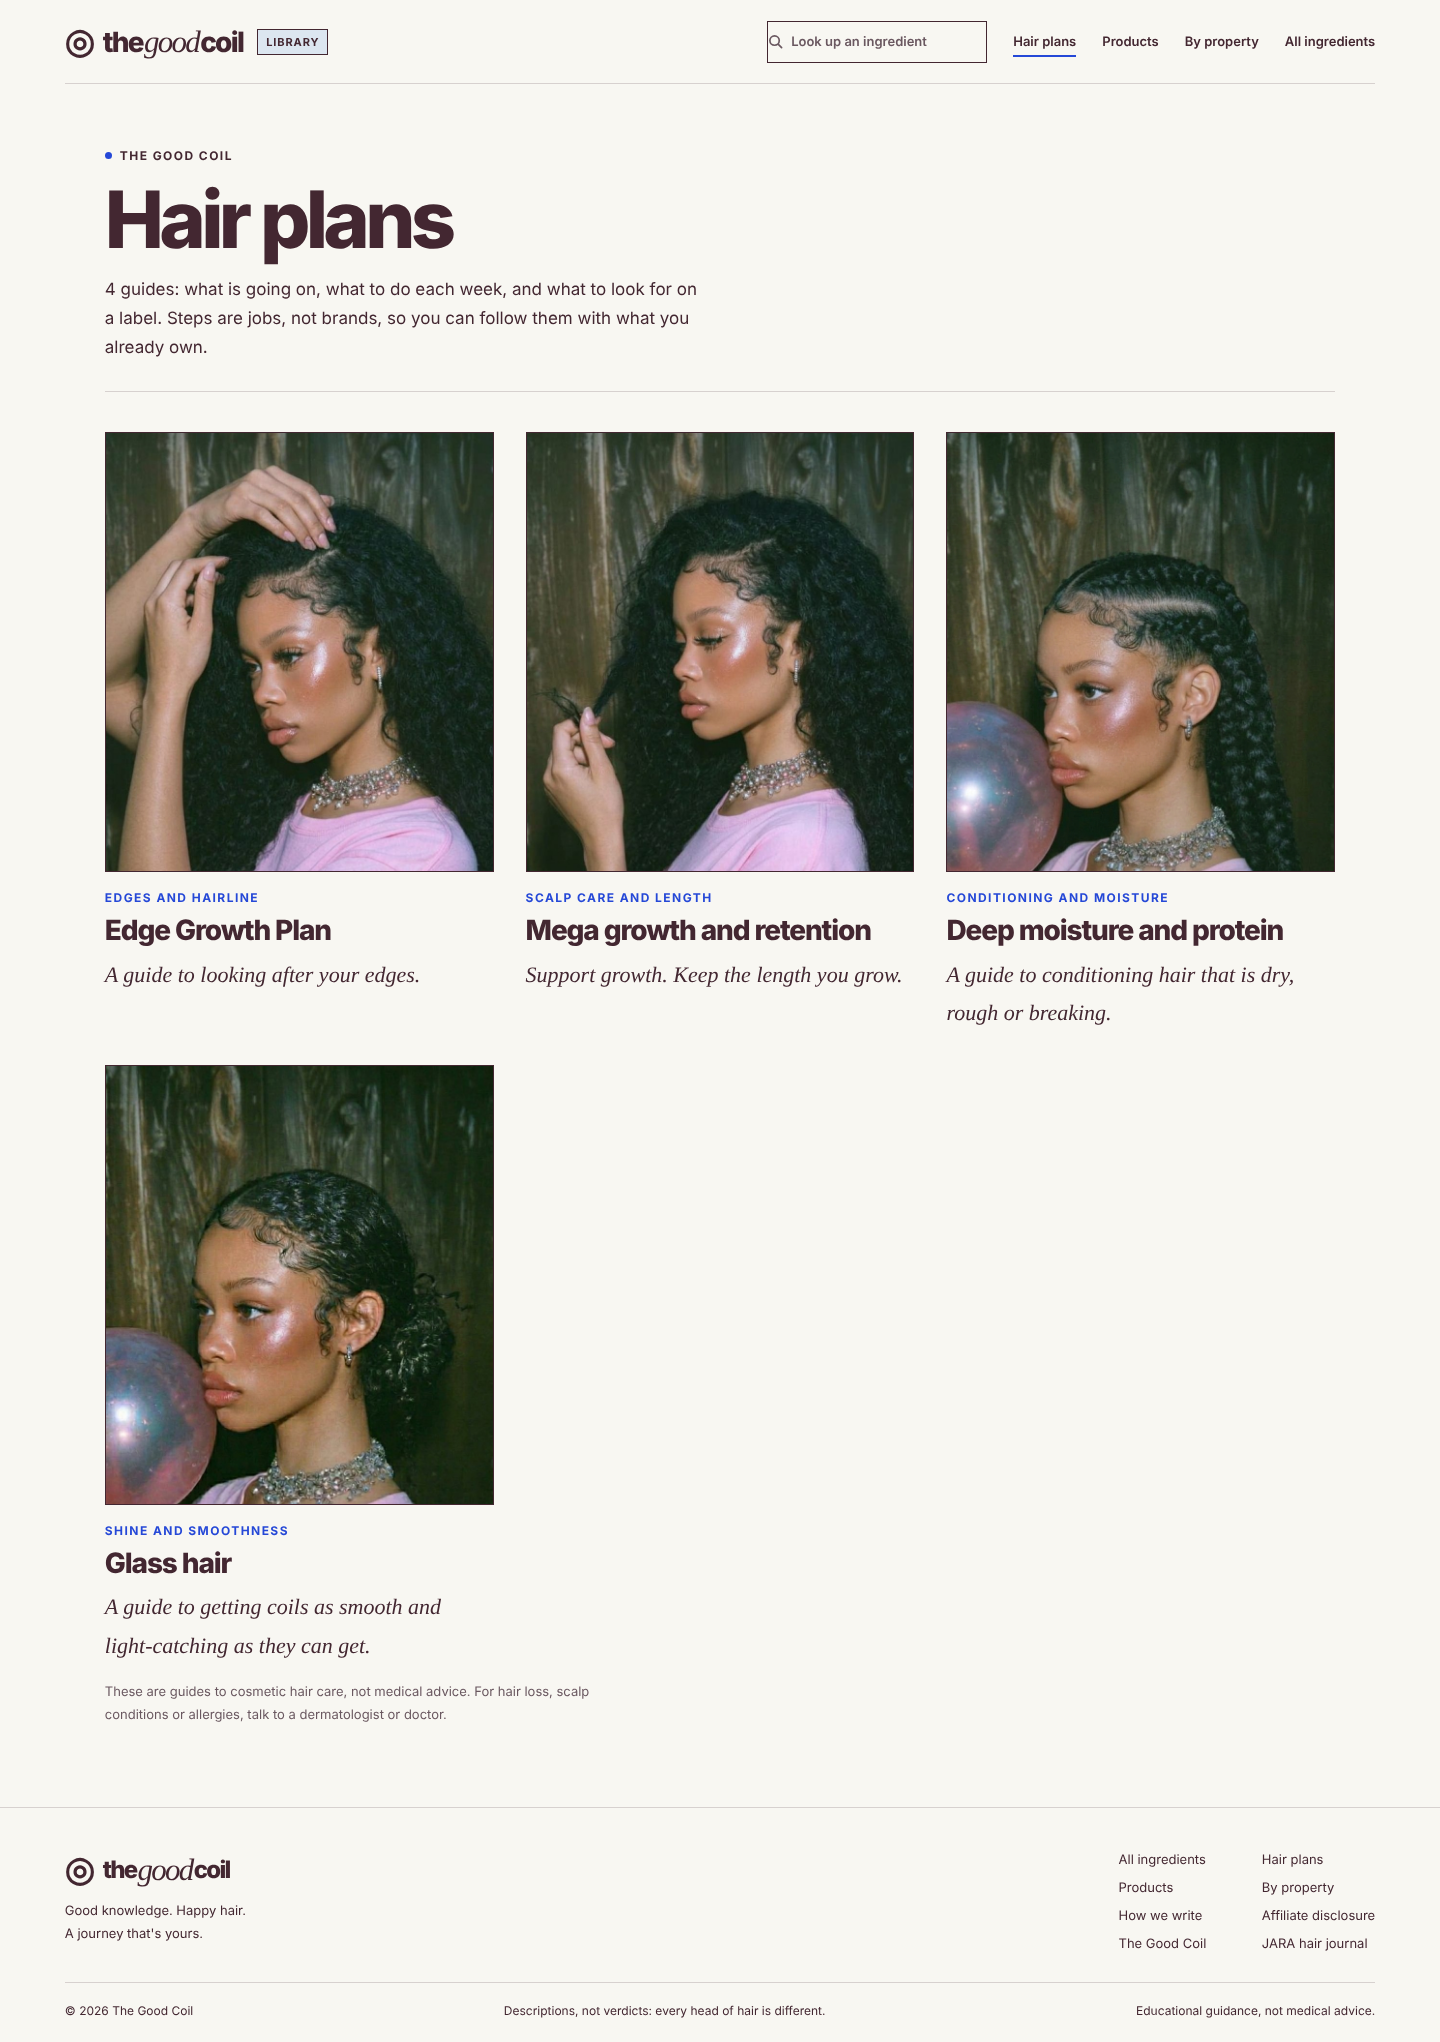 thegoodcoil LIBRARY
Look up an ingredient
Hair plans Products By property All ingredients
THE GOOD COIL
Hair plans
4 guides: what is going on, what to do each week, and what to look for on
a label. Steps are jobs, not brands, so you can follow them with what you
already own.
EDGES AND HAIRLINE
Edge Growth Plan
A guide to looking after your edges.
SCALP CARE AND LENGTH
Mega growth and retention
Support growth. Keep the length you grow.
CONDITIONING AND MOISTURE
Deep moisture and protein
A guide to conditioning hair that is dry,
rough or breaking.
SHINE AND SMOOTHNESS
Glass hair
A guide to getting coils as smooth and
light-catching as they can get.
These are guides to cosmetic hair care, not medical advice. For hair loss, scalp
conditions or allergies, talk to a dermatologist or doctor.
thegoodcoil
Good knowledge. Happy hair.
A journey that's yours.
All ingredients
Products
How we write
The Good Coil
Hair plans
By property
Affiliate disclosure
JARA hair journal
© 2026 The Good Coil
Descriptions, not verdicts: every head of hair is different.
Educational guidance, not medical advice.